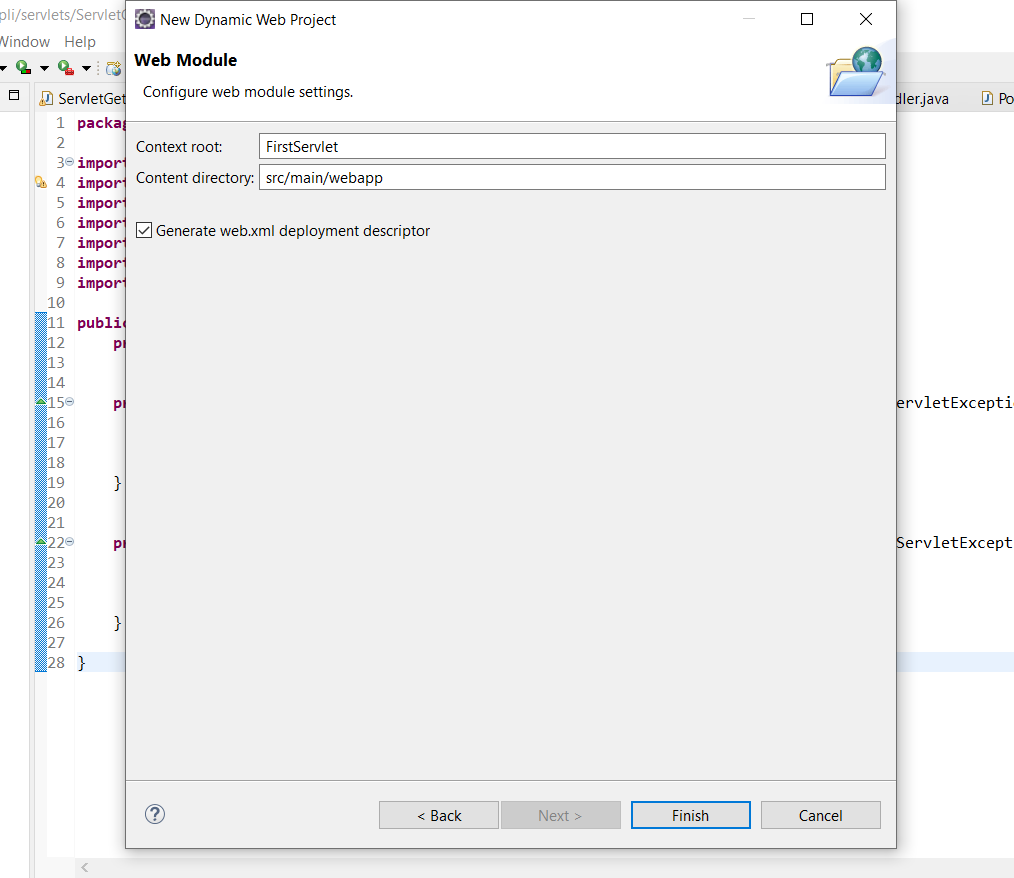 pli/servlets/Servlet
New Dynamic Web Project
Window Help
Web Module
Configure web module settings.
ServletGet
dler.java
Po
1 packag
2
Context root: FirstServlet
3 import
4 import
Content directory: src/main/webapp
5 import
6 import
Generate web.xml deployment descriptor
7 import
8 import
9 import
10
11 public
12 pr
13
14
15 pr ervletExcepti
16
17
18
19 }
20
21
22 pr ServletExcept
23
24
25
26 }
27
28 }
? < Back Next > Finish Cancel
<